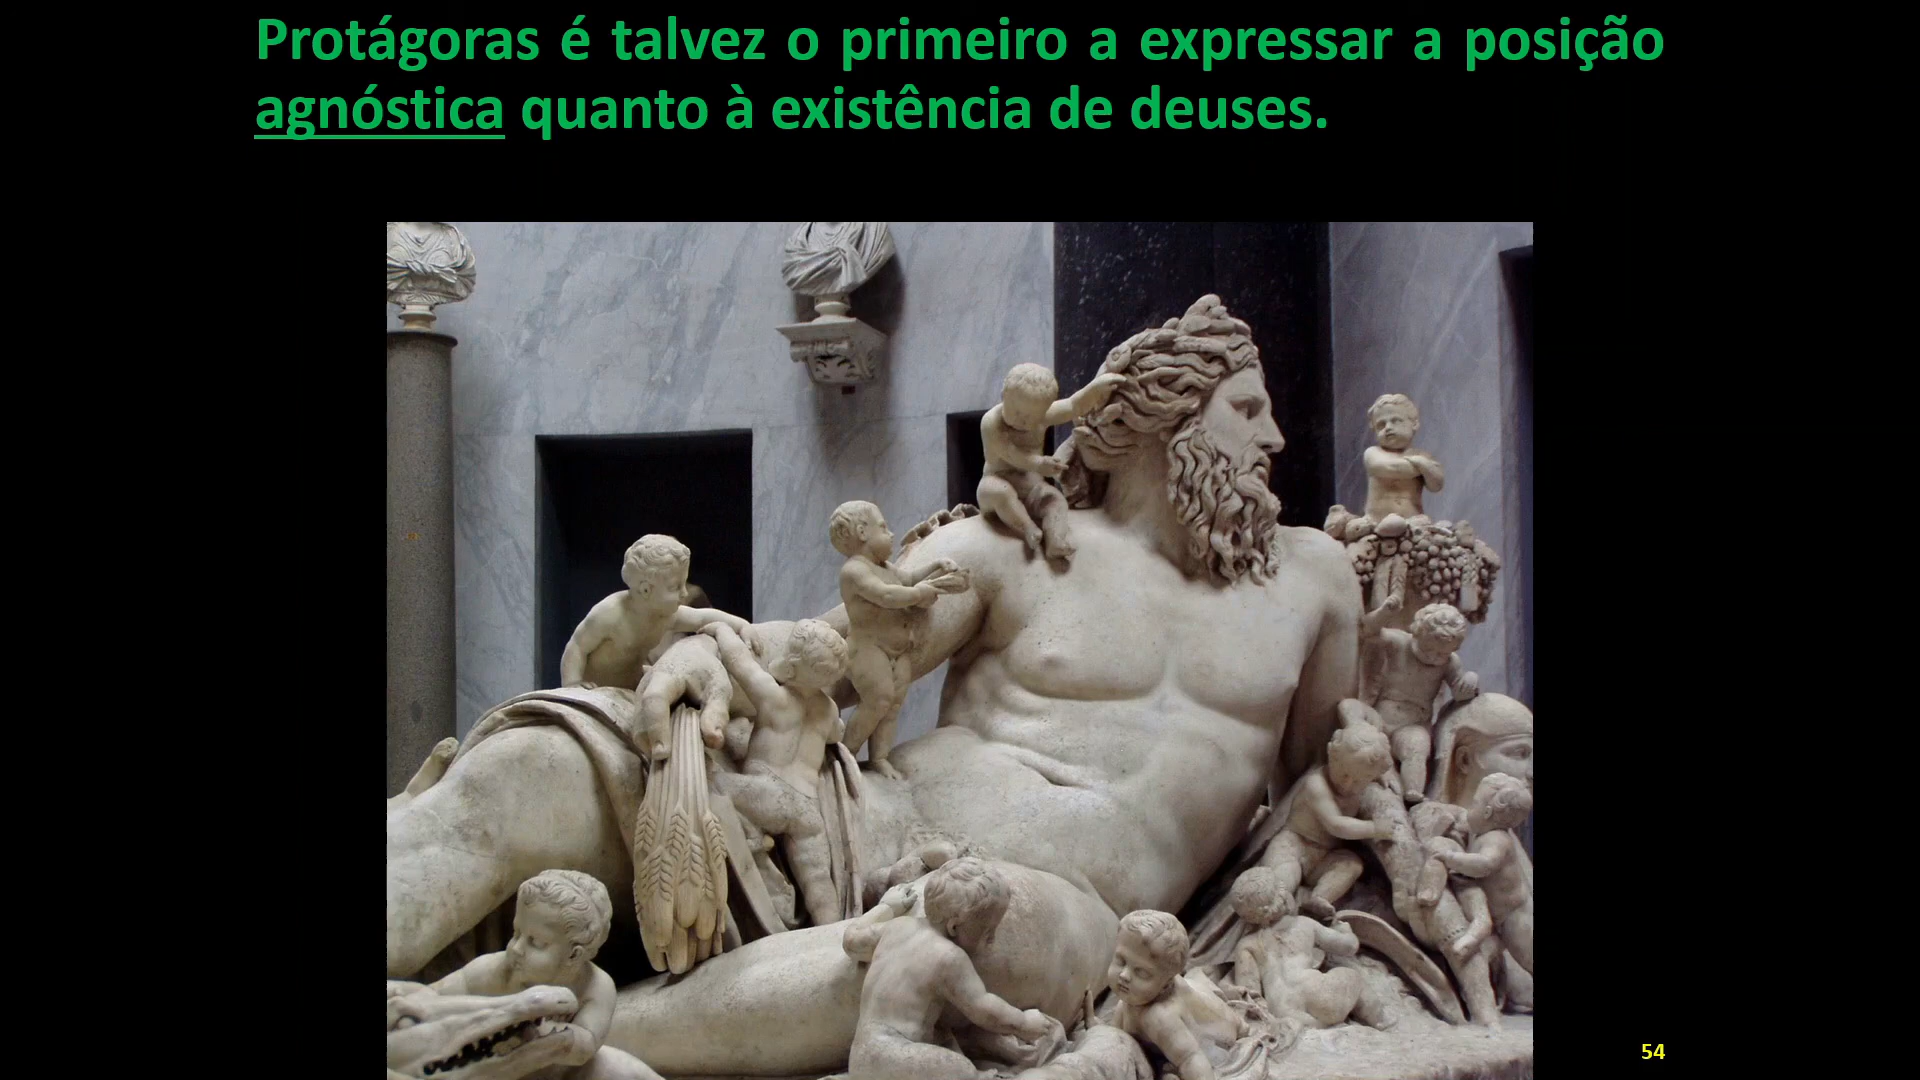 Protágoras é talvez o primeiro a expressar a posição
agnóstica quanto à existência de deuses.
54